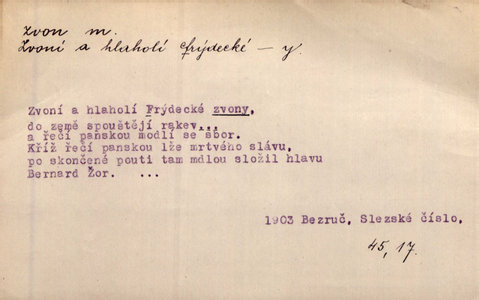 zvon m.
Zvoní a hlaholí frýdecké – y.
Zvoní a hlaholí Frýdecké zvony,
do země spouštějí rakev...
a řečí panskou modlí se sbor.
Kříž řečí panskou lže mrtvého slávu,
po skončené pouti tam mdlou složil hlavu
Bernard Žor. ...
1903 Bezruč, Slezské číslo.
45, 17.